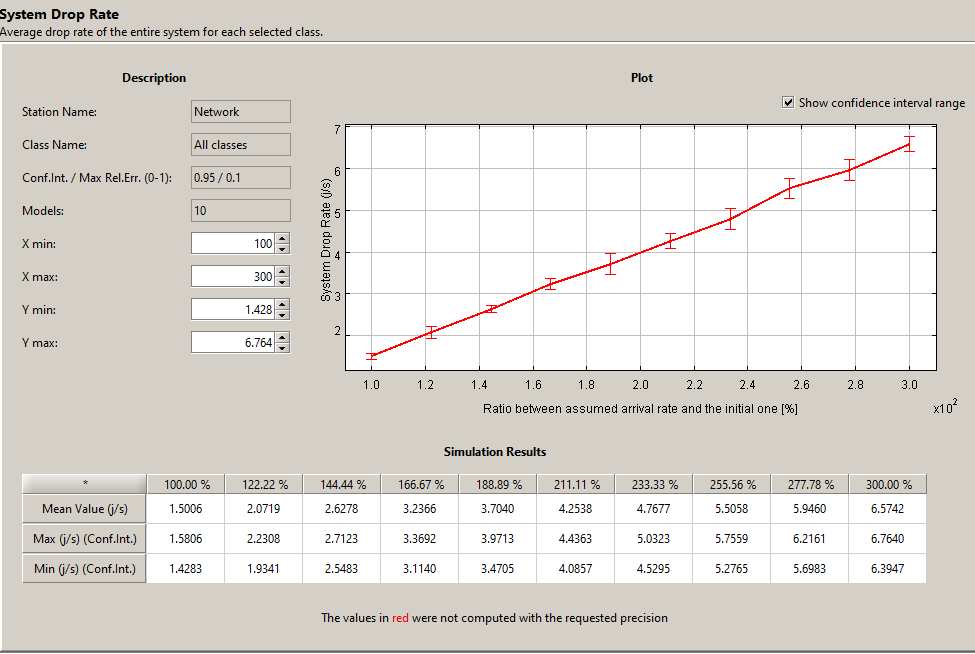 System Drop Rate
Average drop rate of the entire system for each selected class.
Description
Station Name: Network
Class Name: All classes
Conf.Int. / Max Rel.Err. (0-1): 0.95 / 0.1
Models: 10
X min: 100
X max: 300
Y min: 1.428
Y max: 6.764
Plot
Show confidence interval range
System Drop Rate (j/s)
7
6
5
4
3
2
1.0 1.2 1.4 1.6 1.8 2.0 2.2 2.4 2.6 2.8 3.0
Ratio between assumed arrival rate and the initial one [%]
x10²
Simulation Results
* 100.00 % 122.22 % 144.44 % 166.67 % 188.89 % 211.11 % 233.33 % 255.56 % 277.78 % 300.00 %
Mean Value (j/s) 1.5006 2.0719 2.6278 3.2366 3.7040 4.2538 4.7677 5.5058 5.9460 6.5742
Max (j/s) (Conf.Int.) 1.5806 2.2308 2.7123 3.3692 3.9713 4.4363 5.0323 5.7559 6.2161 6.7640
Min (j/s) (Conf.Int.) 1.4283 1.9341 2.5483 3.1140 3.4705 4.0857 4.5295 5.2765 5.6983 6.3947
The values in red were not computed with the requested precision